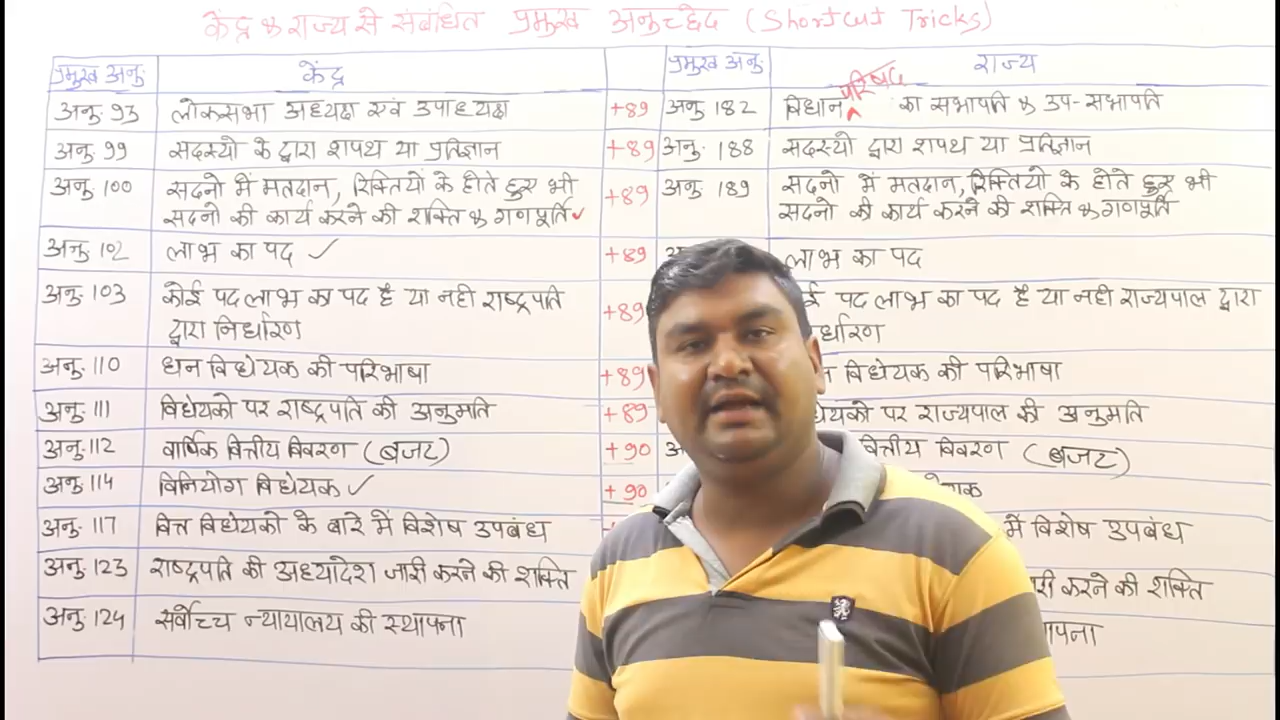 केंद्र & राज्य से संबंधित प्रमुख अनुच्छेद (Shortcut Tricks)
प्रमुख अनु. केंद्र प्रमुख अनु. राज्य
परिषद
अनु. 93 लोकसभा अध्यक्ष एवं उपाध्यक्ष +89 अनु. 182 विधान ^ का सभापति & उप-सभापति
अनु. 99 सदस्यो के द्वारा शपथ या प्रतिज्ञान +89 अनु. 188 सदस्यो द्वारा शपथ या प्रतिज्ञान
अनु. 100 सदनो में मतदान, रिक्तियों के होते हुए भी +89 अनु. 189 सदनो में मतदान, रिक्तियो के होते हुए भी
सदनो की कार्य करने की शक्ति & गणपूर्ति ✓ सदनो की कार्य करने की शक्ति & गणपूर्ति
अनु. 102 लाभ का पद ✓ +89 लाभ का पद
अनु. 103 कोई पद लाभ का पद है या नही राष्ट्रपति +89 पद लाभ का पद है या नही राज्यपाल द्वारा
द्वारा निर्धारण र्धारण
अनु. 110 धन विधेयक की परिभाषा +89 विधेयक की परिभाषा
अनु. 111 विधेयको पर राष्ट्रपति की अनुमति +89 धेयको पर राज्यपाल की अनुमति
अनु. 112 वार्षिक वित्तीय विवरण (बजट) +90 वित्तीय विवरण (बजट)
अनु. 114 विनियोग विधेयक ✓ +90
अनु. 117 वित्त विधेयको के बारे में विशेष उपबंध में विशेष उपबंध
अनु. 123 राष्ट्रपति की अध्यादेश जारी करने की शक्ति री करने की शक्ति
अनु. 124 सर्वोच्च न्यायालय की स्थापना ापना